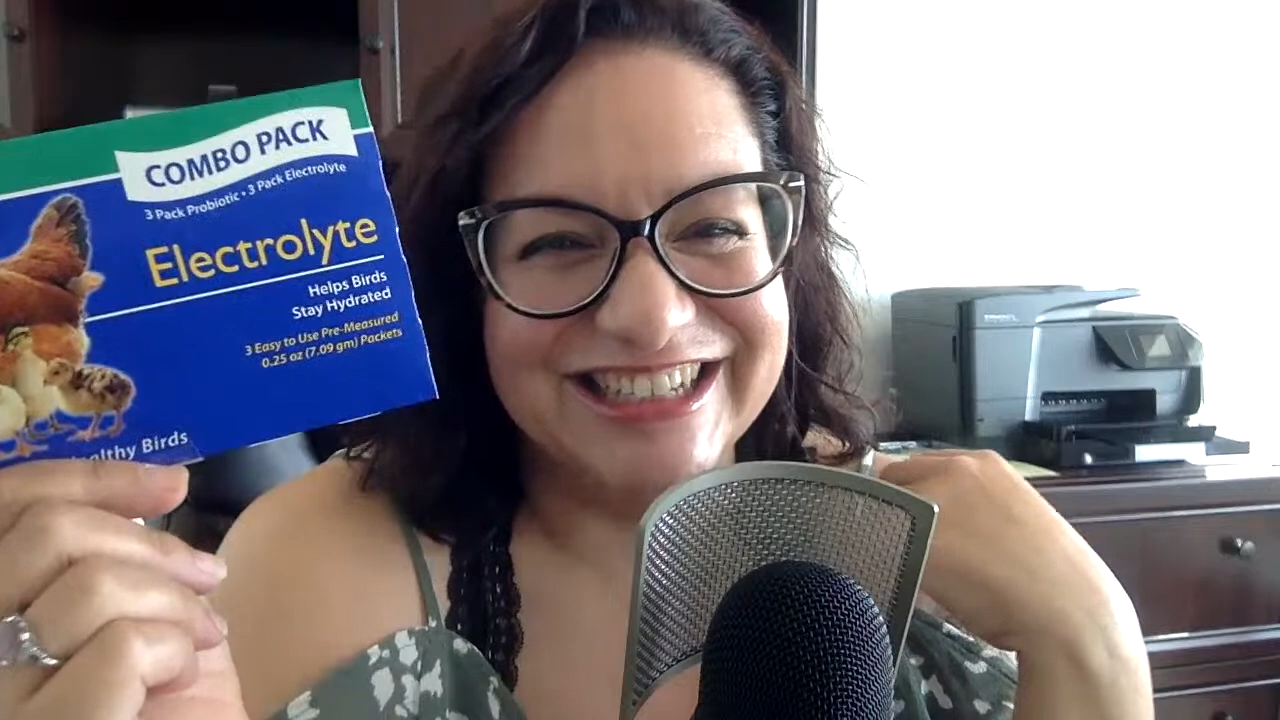 COMBO PACK
3 Pack Probiotic • 3 Pack Electrolyte
Electrolyte
Helps Birds
Stay Hydrated
3 Easy to Use Pre-Measured
0.25 oz (7.09 gm) Packets
Birds